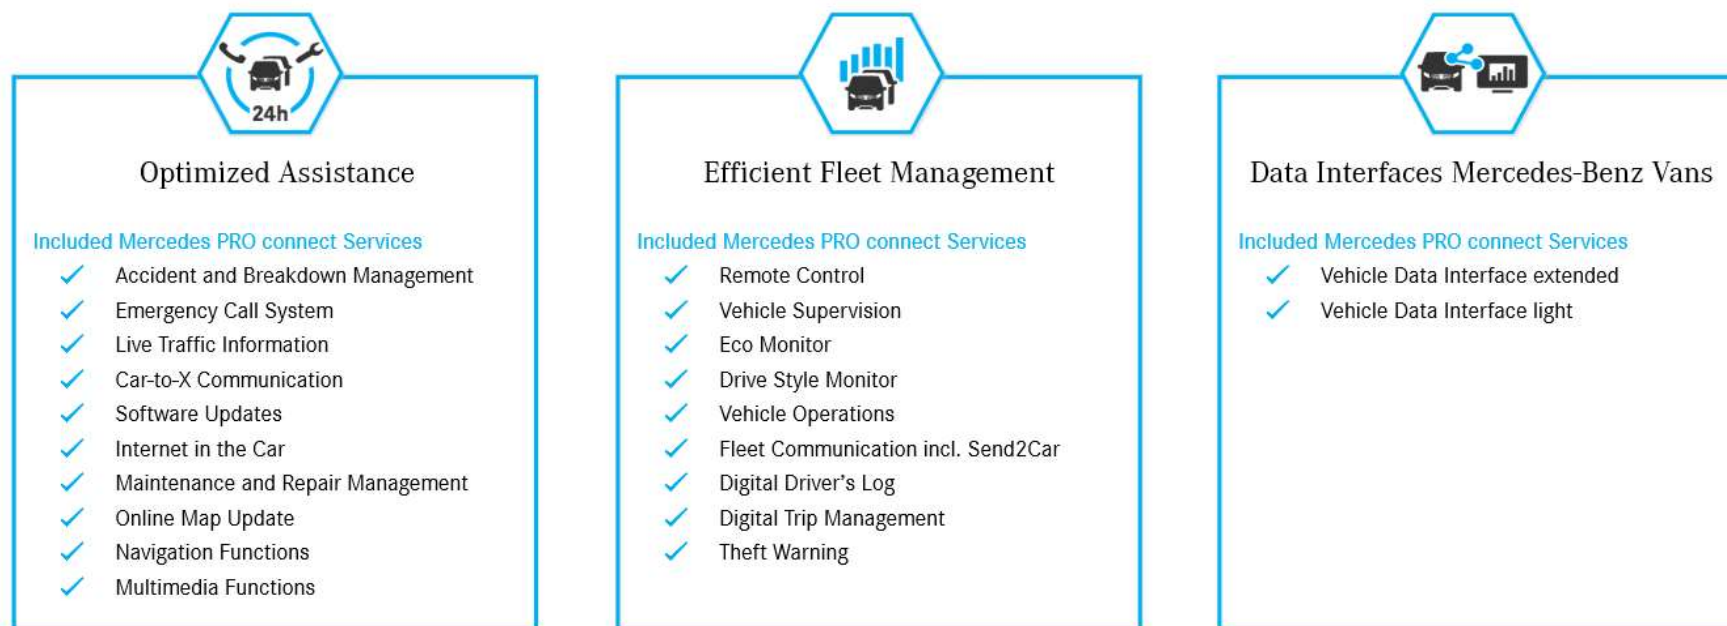 24h
Optimized Assistance
Included Mercedes PRO connect Services
Accident and Breakdown Management
Emergency Call System
Live Traffic Information
Car-to-X Communication
Software Updates
Internet in the Car
Maintenance and Repair Management
Online Map Update
Navigation Functions
Multimedia Functions
Efficient Fleet Management
Included Mercedes PRO connect Services
Remote Control
Vehicle Supervision
Eco Monitor
Drive Style Monitor
Vehicle Operations
Fleet Communication incl. Send2Car
Digital Driver's Log
Digital Trip Management
Theft Warning
Data Interfaces Mercedes-Benz Vans
Included Mercedes PRO connect Services
Vehicle Data Interface extended
Vehicle Data Interface light